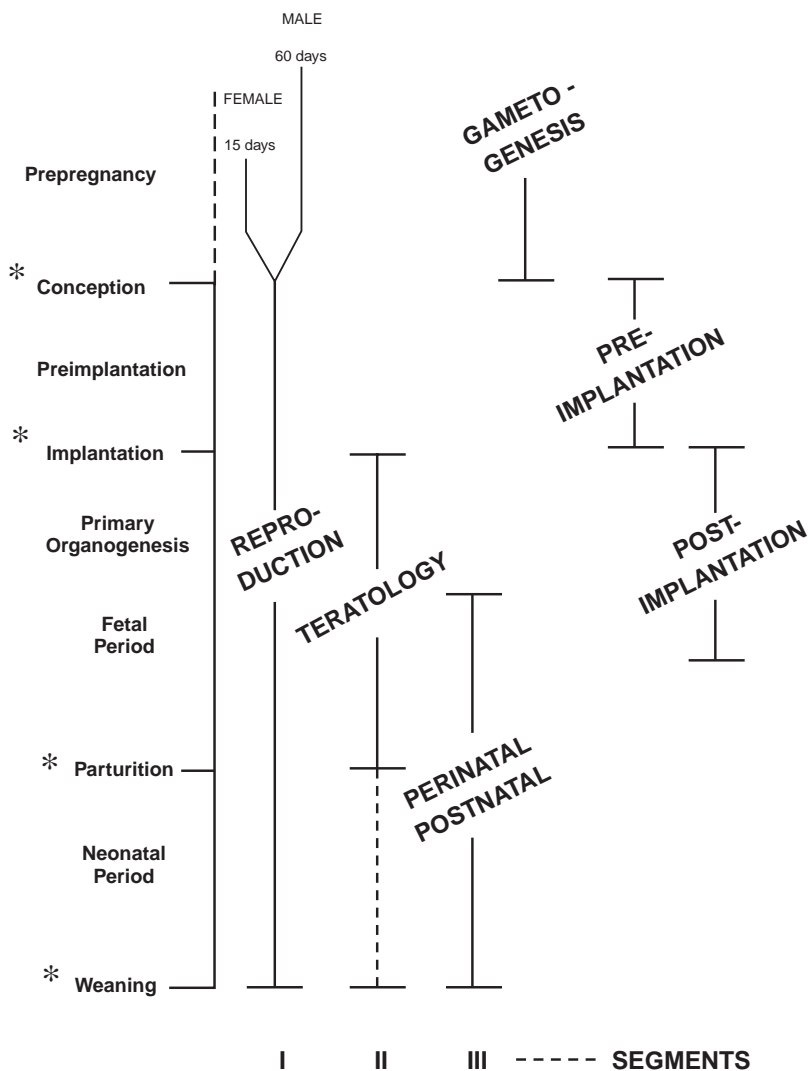 MALE
60 days
FEMALE
15 days
GAMETO -
GENESIS
Prepregnancy
* Conception
PRE-
IMPLANTATION
Preimplantation
* Implantation
Primary
Organogenesis
REPRO-
DUCTION
TERATOLOGY
POST-
IMPLANTATION
Fetal
Period
* Parturition
PERINATAL
POSTNATAL
Neonatal
Period
* Weaning
I II III ------ SEGMENTS